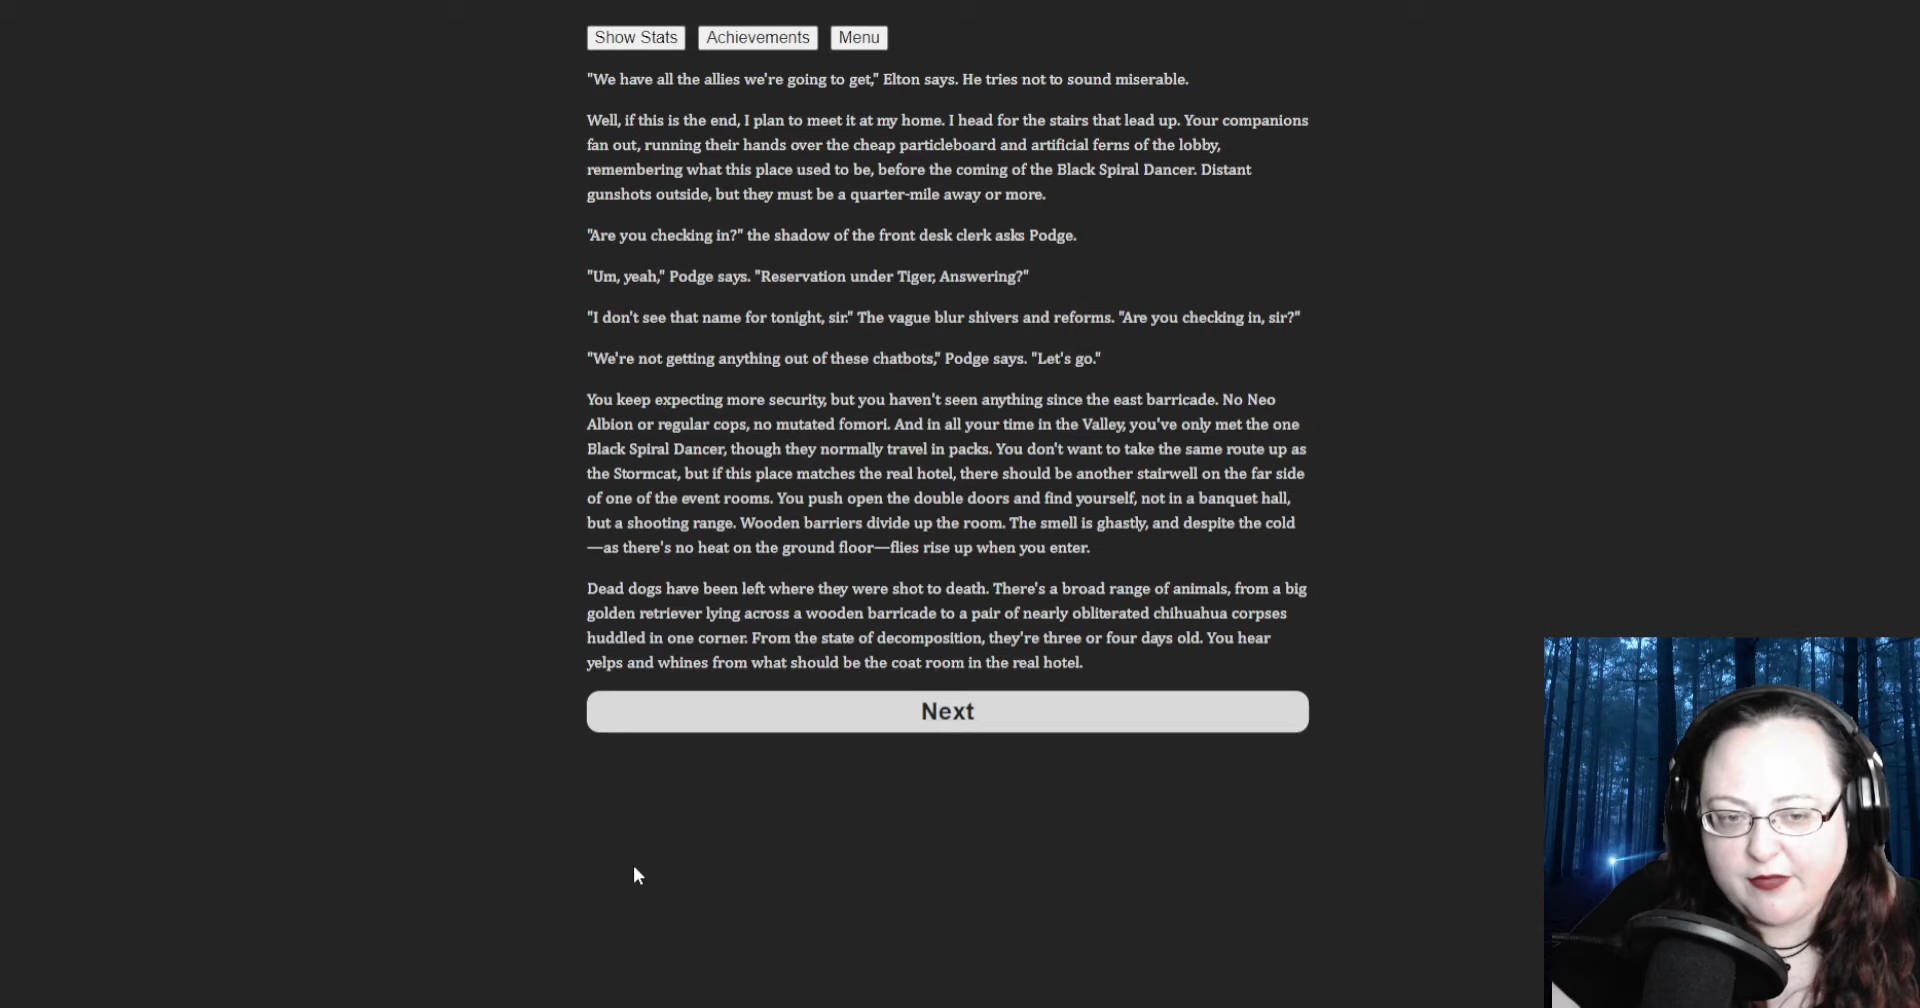 Show Stats Achievements Menu
"We have all the allies we're going to get," Elton says. He tries not to sound miserable.
Well, if this is the end, I plan to meet it at my home. I head for the stairs that lead up. Your companions
fan out, running their hands over the cheap particleboard and artificial ferns of the lobby,
remembering what this place used to be, before the coming of the Black Spiral Dancer. Distant
gunshots outside, but they must be a quarter-mile away or more.
"Are you checking in?" the shadow of the front desk clerk asks Podge.
"Um, yeah," Podge says. "Reservation under Tiger, Answering?"
"I don't see that name for tonight, sir." The vague blur shivers and reforms. "Are you checking in, sir?"
"We're not getting anything out of these chatbots," Podge says. "Let's go."
You keep expecting more security, but you haven't seen anything since the east barricade. No Neo
Albion or regular cops, no mutated fomori. And in all your time in the Valley, you've only met the one
Black Spiral Dancer, though they normally travel in packs. You don't want to take the same route up as
the Stormcat, but if this place matches the real hotel, there should be another stairwell on the far side
of one of the event rooms. You push open the double doors and find yourself, not in a banquet hall,
but a shooting range. Wooden barriers divide up the room. The smell is ghastly, and despite the cold
—as there's no heat on the ground floor—flies rise up when you enter.
Dead dogs have been left where they were shot to death. There's a broad range of animals, from a big
golden retriever lying across a wooden barricade to a pair of nearly obliterated chihuahua corpses
huddled in one corner. From the state of decomposition, they're three or four days old. You hear
yelps and whines from what should be the coat room in the real hotel.
Next